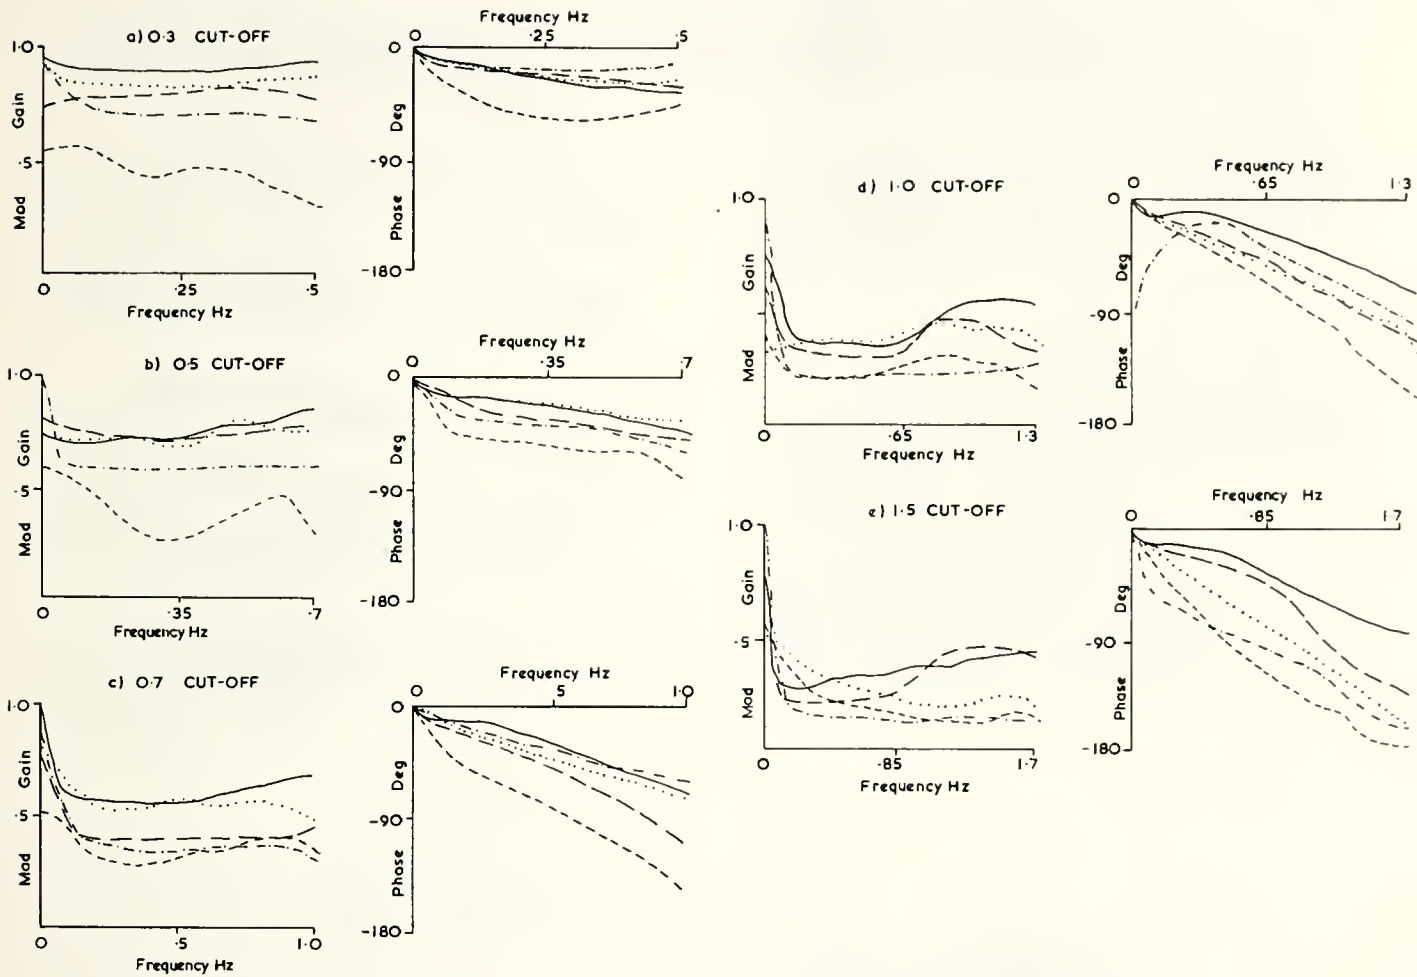 a) 0·3 CUT-OFF
1·0
Gain
·5
Mod
0 ·25 ·5
Frequency Hz
Frequency Hz
0 ·25 ·5
0
Deg
-90
Phase
-180
b) 0·5 CUT-OFF
1·0
Gain
·5
Mod
0 ·35 ·7
Frequency Hz
Frequency Hz
0 ·35 ·7
0
Deg
-90
Phase
-180
c) 0·7 CUT-OFF
1·0
Gain
·5
Mod
0 ·5 1·0
Frequency Hz
Frequency Hz
0 ·5 1·0
0
Deg
-90
Phase
-180
d) 1·0 CUT-OFF
1·0
Gain
Mod
0 ·65 1·3
Frequency Hz
Frequency Hz
0 ·65 1·3
0
Deg
-90
Phase
-180
e) 1·5 CUT-OFF
1·0
Gain
·5
Mod
0 ·85 1·7
Frequency Hz
Frequency Hz
0 ·85 1·7
0
Deg
-90
Phase
-180